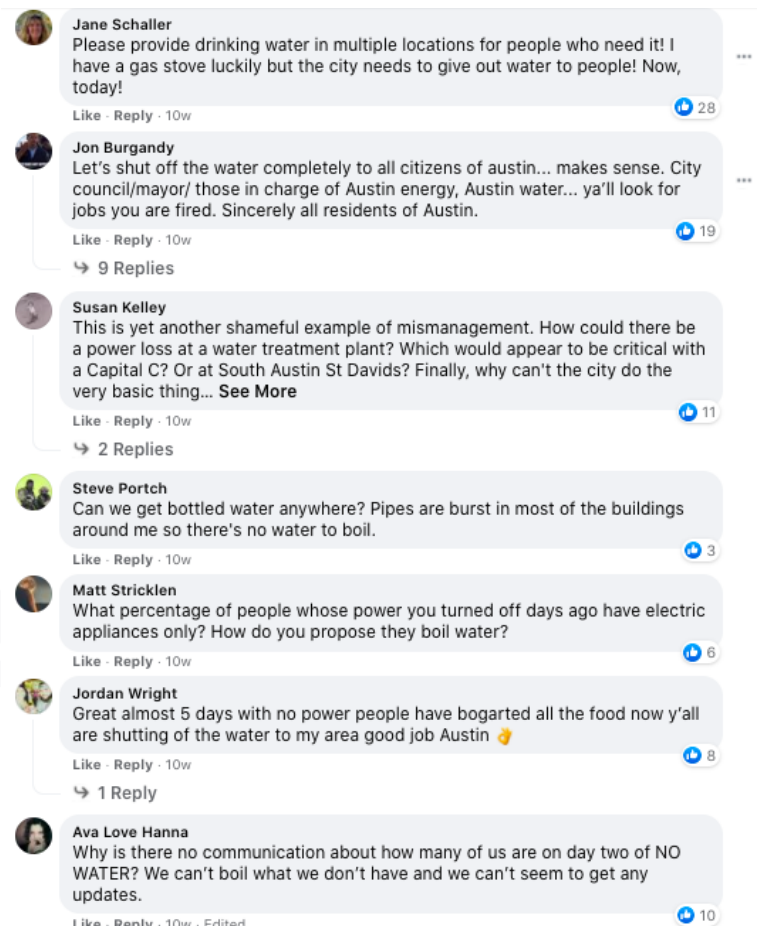 Jane Schaller
Please provide drinking water in multiple locations for people who need it! I
have a gas stove luckily but the city needs to give out water to people! Now,
today!
28
Like · Reply · 10w
Jon Burgandy
Let's shut off the water completely to all citizens of austin... makes sense. City
council/mayor/ those in charge of Austin energy, Austin water... ya'll look for
jobs you are fired. Sincerely all residents of Austin.
19
Like · Reply · 10w
9 Replies
Susan Kelley
This is yet another shameful example of mismanagement. How could there be
a power loss at a water treatment plant? Which would appear to be critical with
a Capital C? Or at South Austin St Davids? Finally, why can't the city do the
very basic thing... See More
11
Like · Reply · 10w
2 Replies
Steve Portch
Can we get bottled water anywhere? Pipes are burst in most of the buildings
around me so there's no water to boil.
3
Like · Reply · 10w
Matt Stricklen
What percentage of people whose power you turned off days ago have electric
appliances only? How do you propose they boil water?
6
Like · Reply · 10w
Jordan Wright
Great almost 5 days with no power people have bogarted all the food now y'all
are shutting of the water to my area good job Austin 👌
8
Like · Reply · 10w
1 Reply
Ava Love Hanna
Why is there no communication about how many of us are on day two of NO
WATER? We can't boil what we don't have and we can't seem to get any
updates.
10
Like · Reply · 10w · Edited